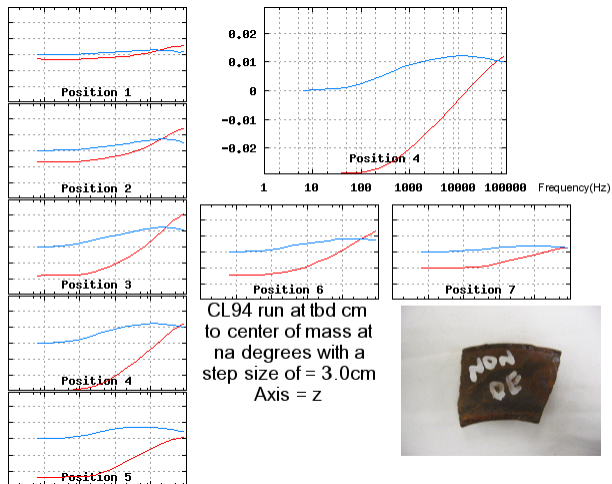 Position 1
Position 2
Position 3
Position 4
Position 5
0.02
0.01
0
-0.01
-0.02
Position 4
1 10 100 1000 10000 100000 Frequency(Hz)
Position 6
Position 7
CL94 run at tbd cm
to center of mass at
na degrees with a
step size of = 3.0cm
Axis = z
NON
OE